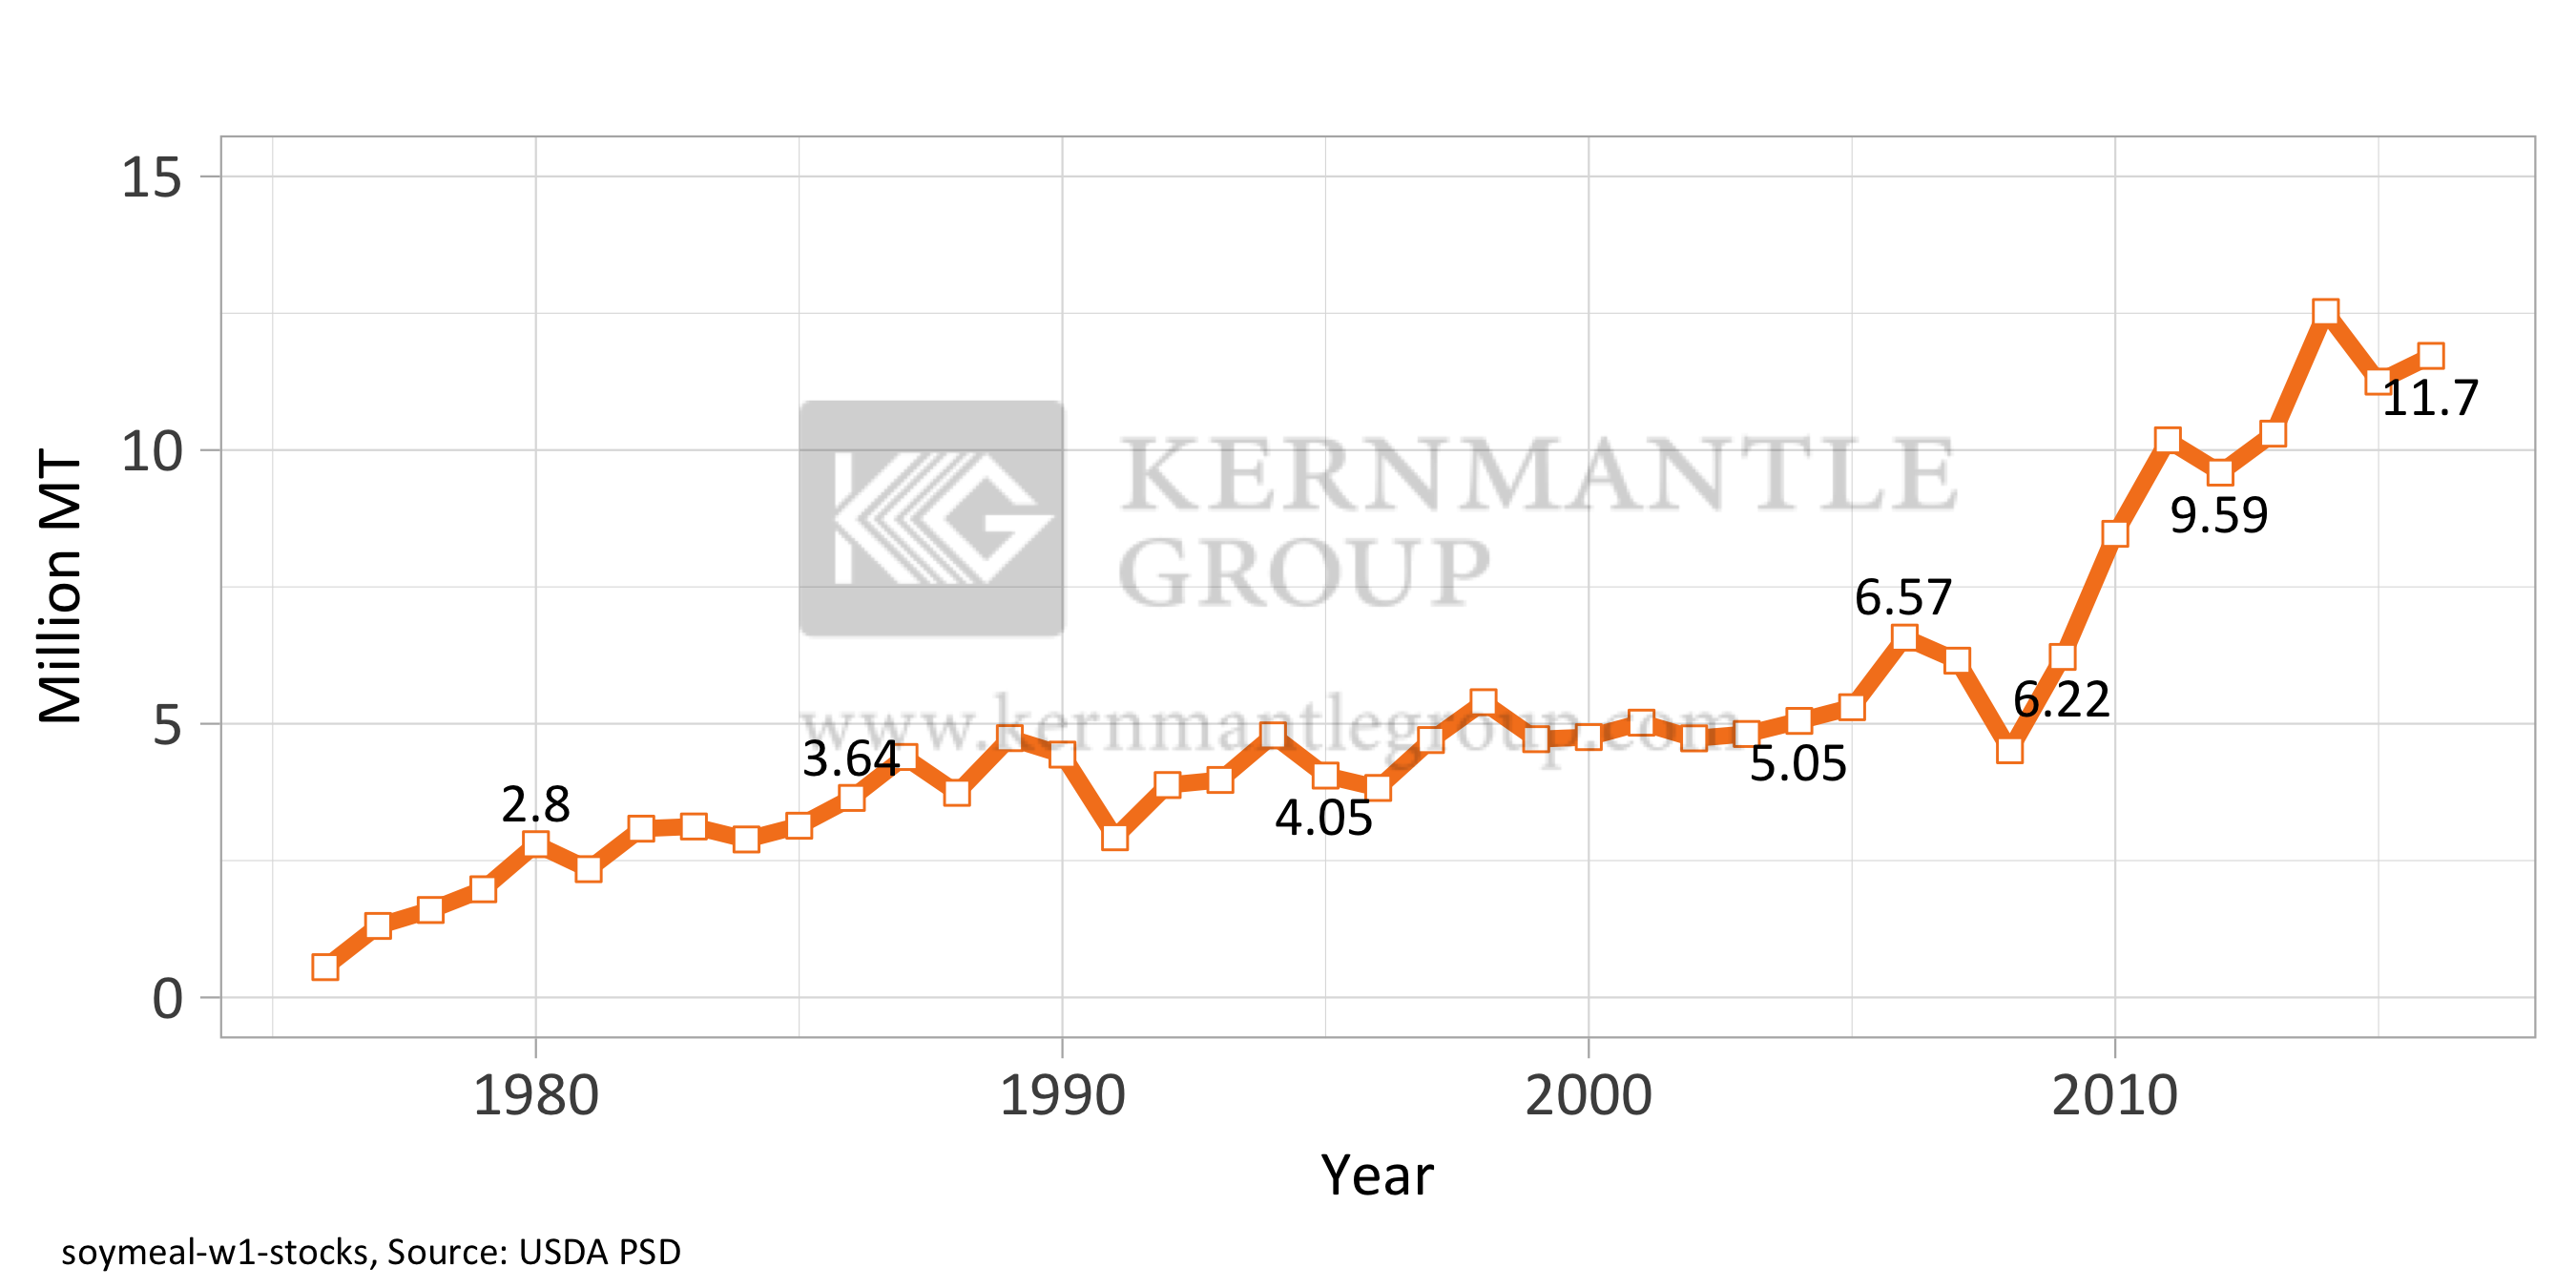 15
10
5
0
Million MT
KERNMANTLE
GROUP
www.kernmantlegroup.com
KG
2.8
3.64
4.05
5.05
6.57
6.22
9.59
11.7
1980 1990 2000 2010
Year
soymeal-w1-stocks, Source: USDA PSD